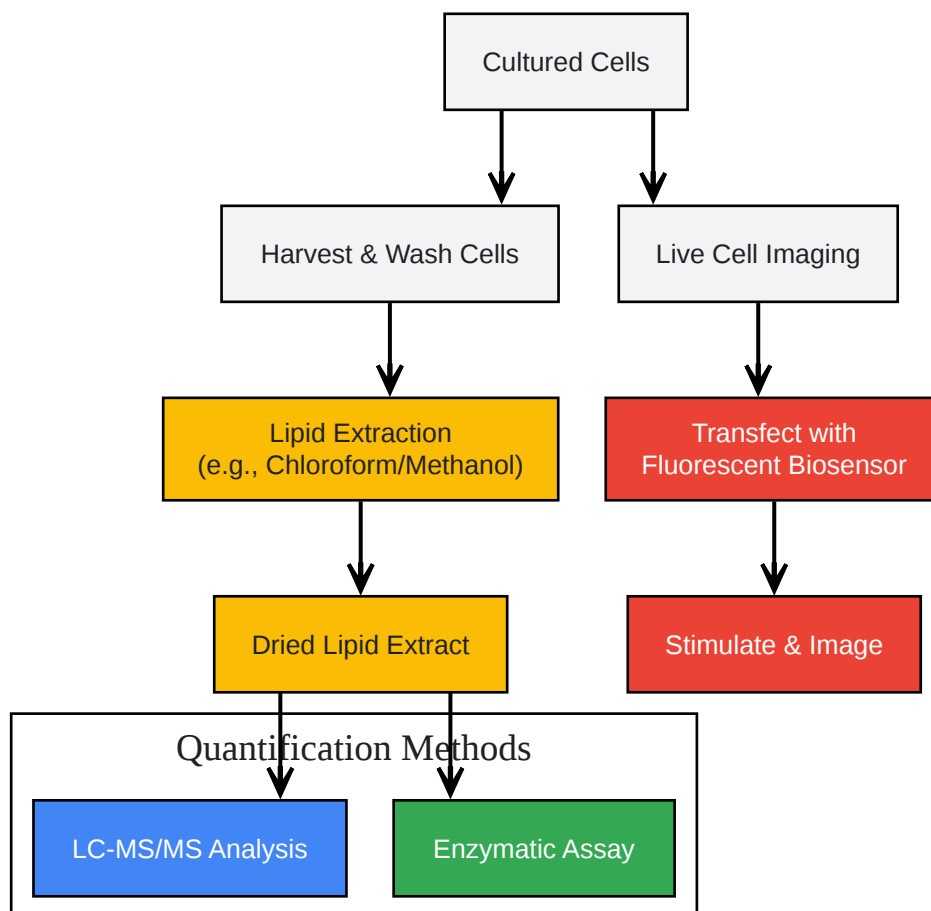 Cultured Cells
Harvest & Wash Cells
Live Cell Imaging
Lipid Extraction
(e.g., Chloroform/Methanol)
Transfect with
Fluorescent Biosensor
Dried Lipid Extract
Stimulate & Image
Quantification Methods
LC-MS/MS Analysis
Enzymatic Assay